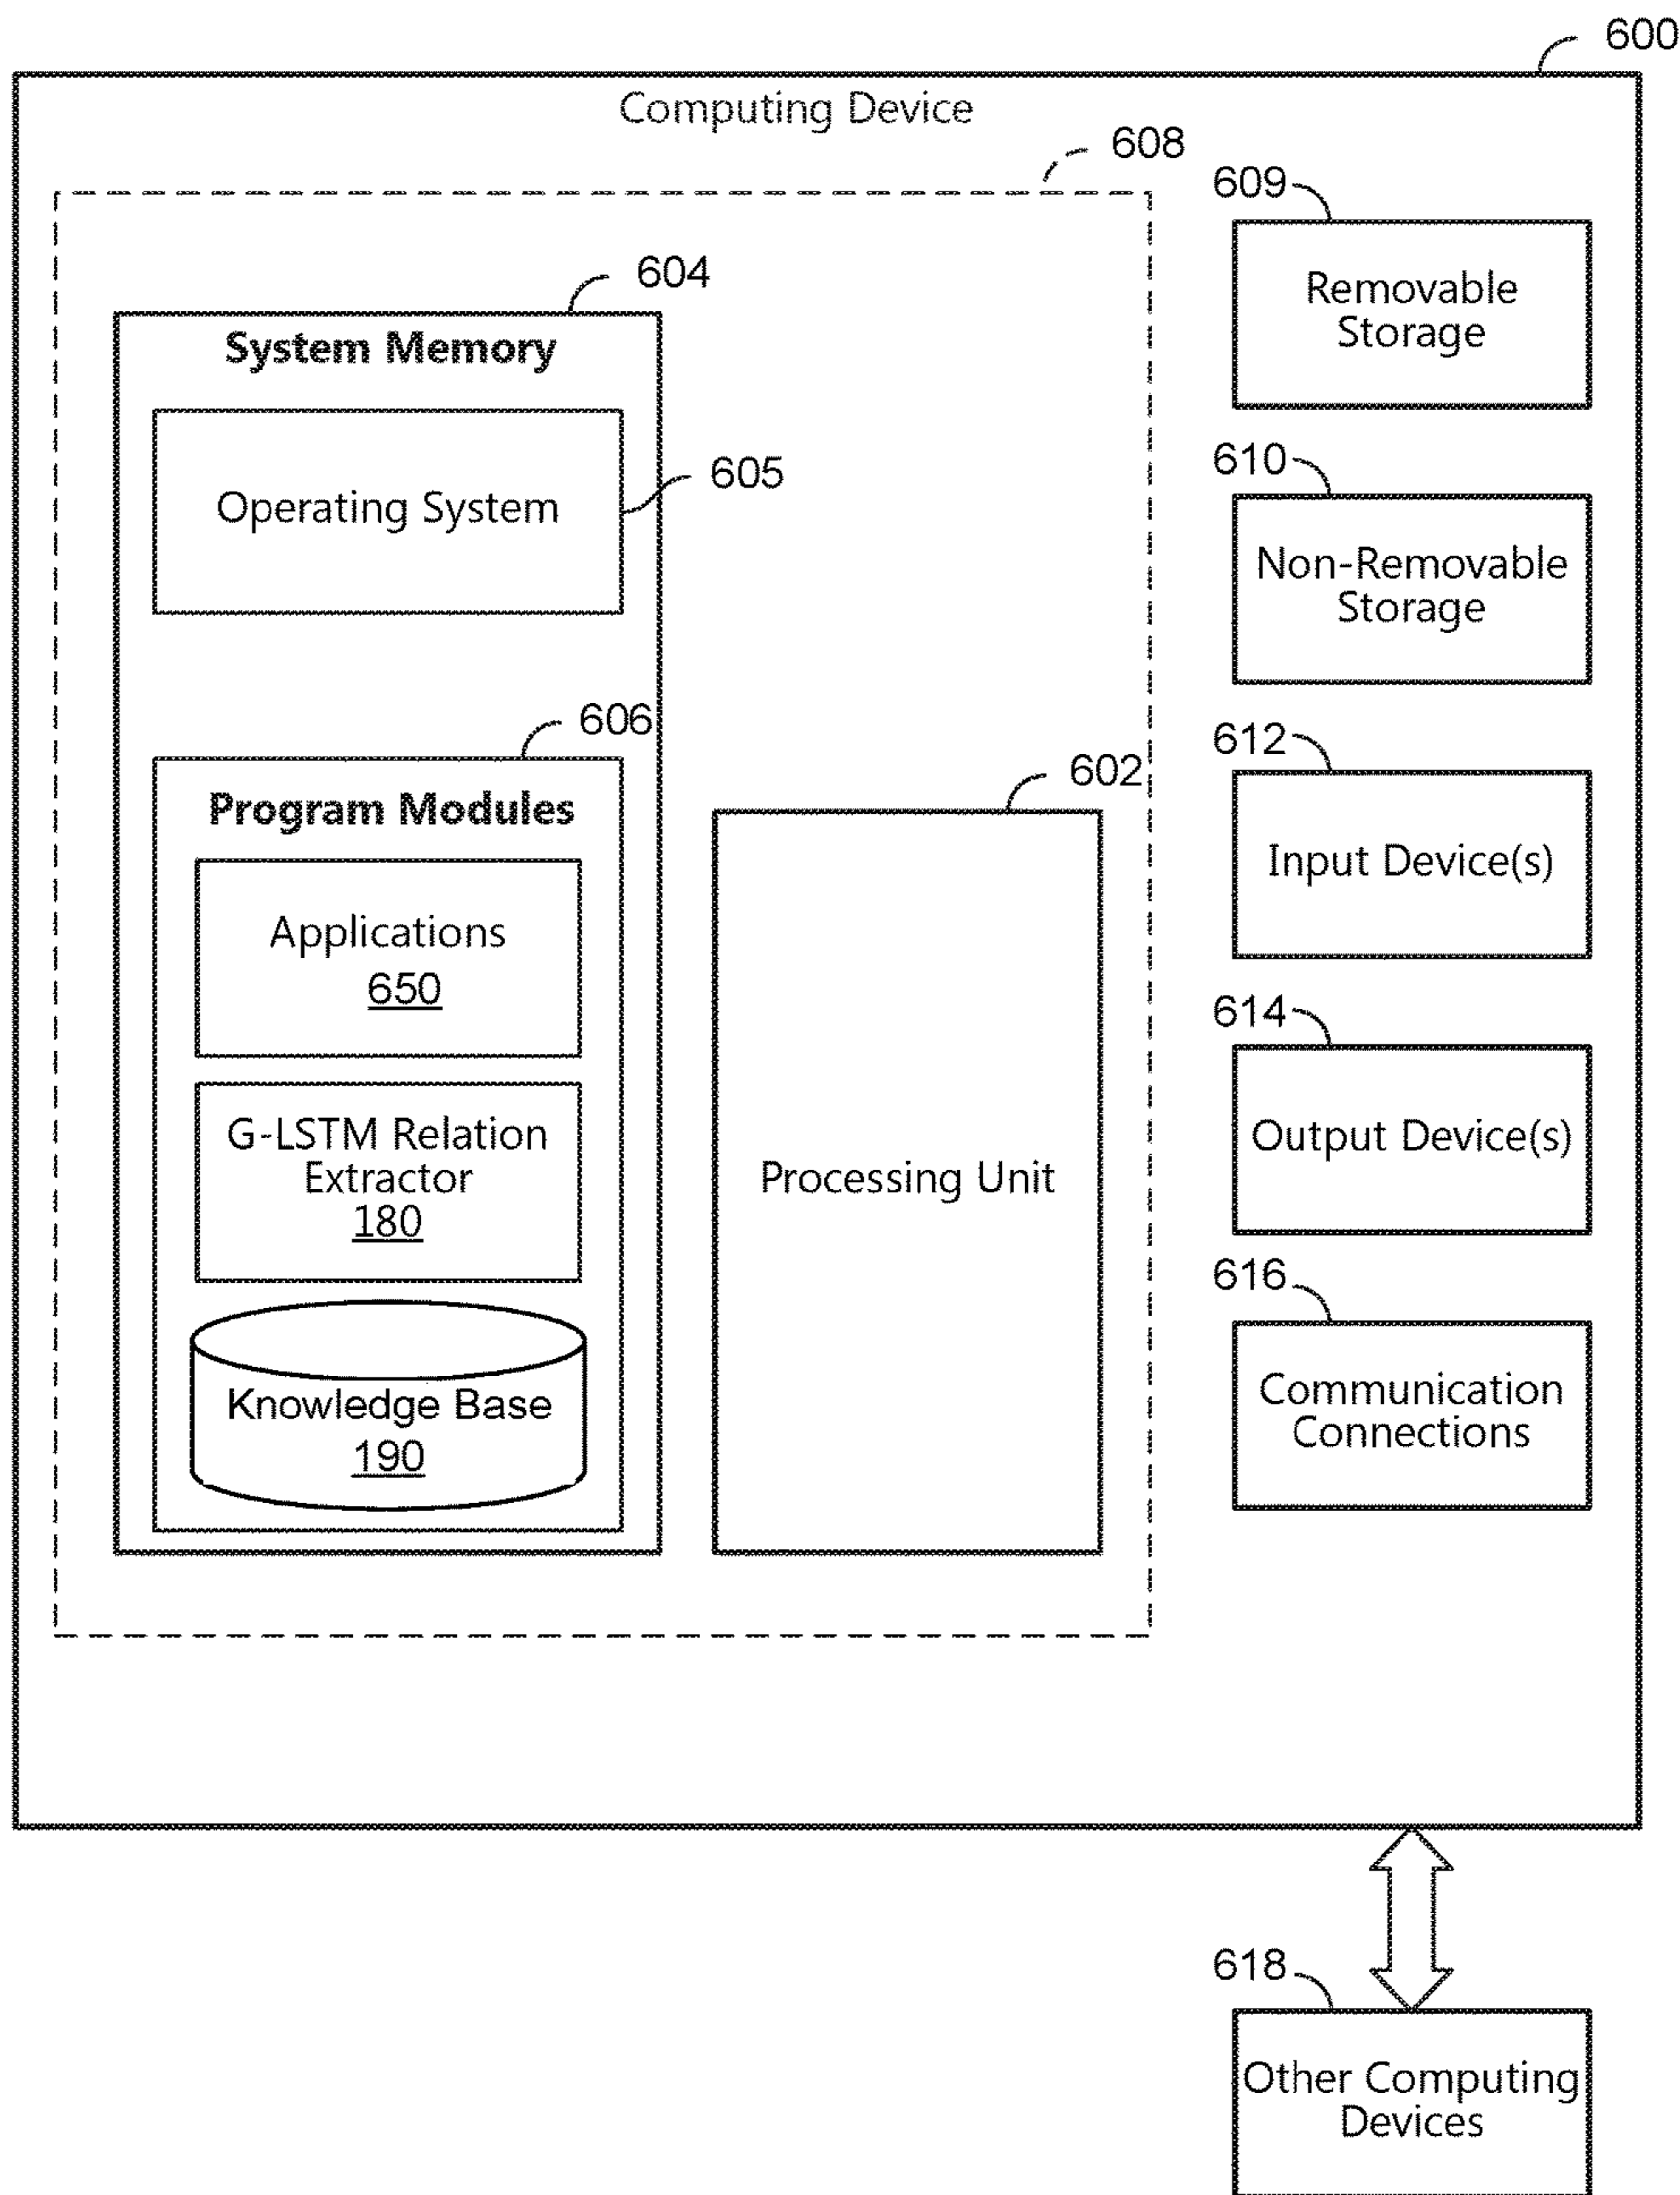 600
Computing Device
608
604
System Memory
Operating System
605
606
Program Modules
Applications
650
G-LSTM Relation
Extractor
180
Knowledge Base
190
602
Processing Unit
609
Removable
Storage
610
Non-Removable
Storage
612
Input Device(s)
614
Output Device(s)
616
Communication
Connections
618
Other Computing
Devices